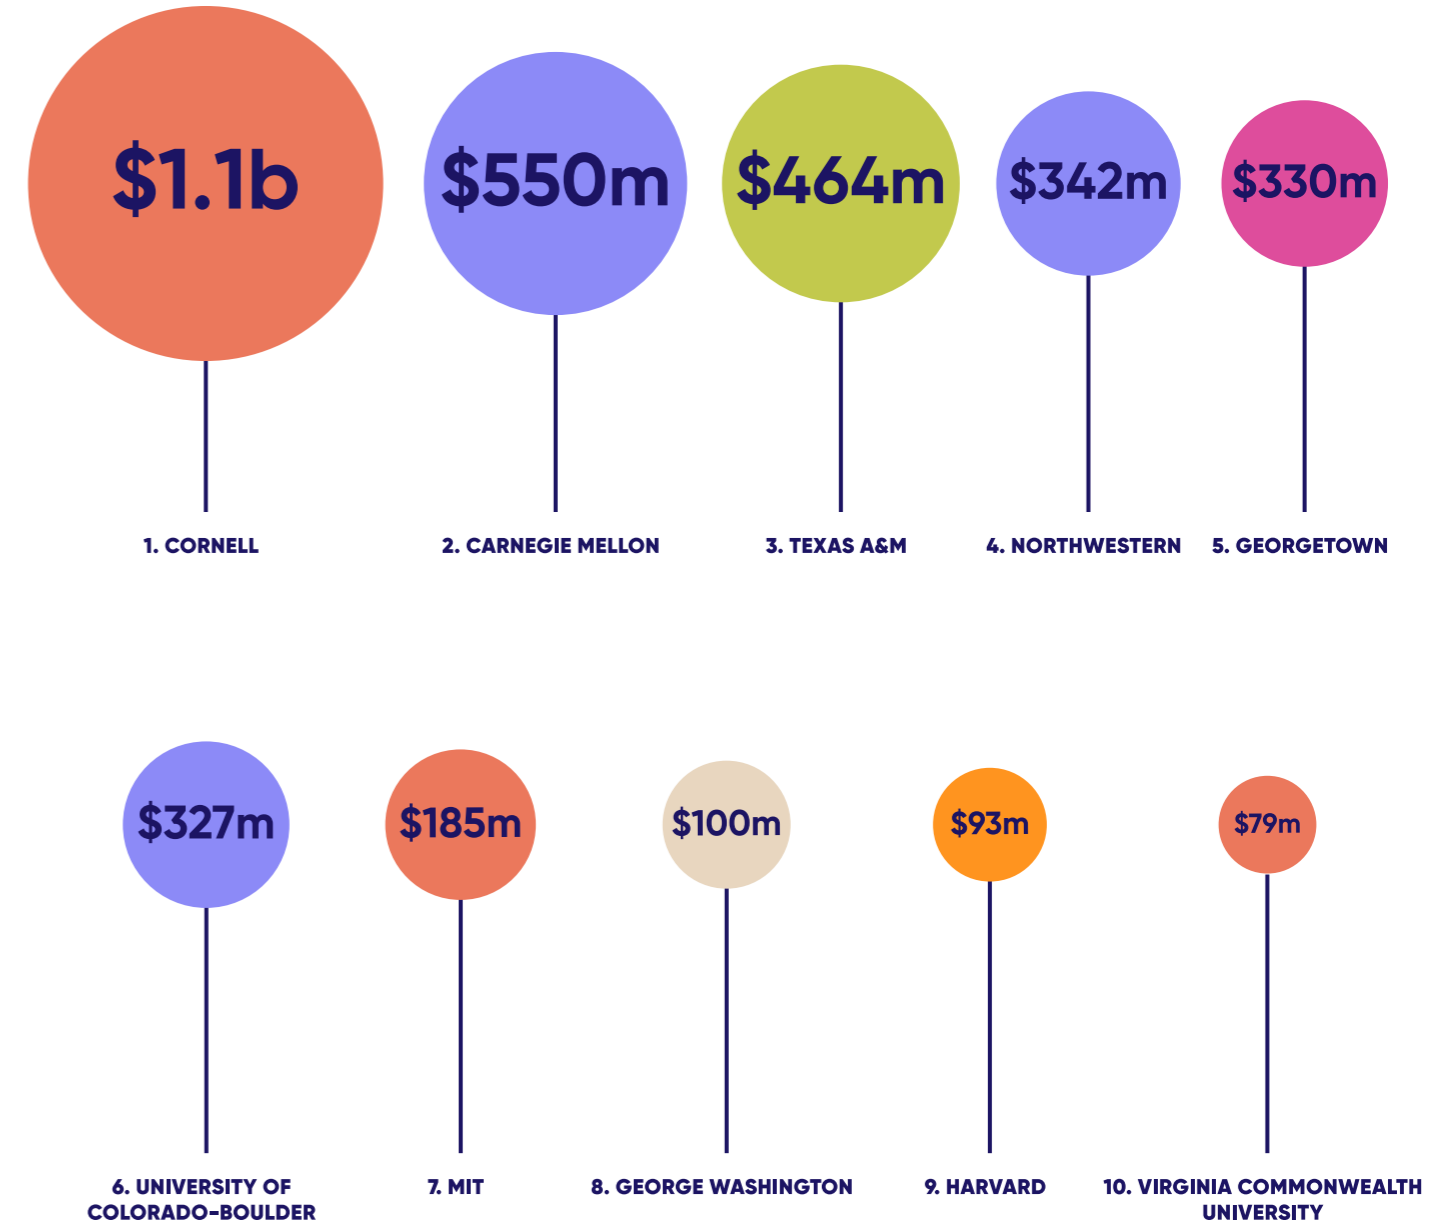 $1.1b
$550m
$464m
$342m
$330m
1. CORNELL
2. CARNEGIE MELLON
3. TEXAS A&M
4. NORTHWESTERN
5. GEORGETOWN
$327m
$185m
$100m
$93m
$79m
6. UNIVERSITY OF
COLORADO-BOULDER
7. MIT
8. GEORGE WASHINGTON
9. HARVARD
10. VIRGINIA COMMONWEALTH
UNIVERSITY